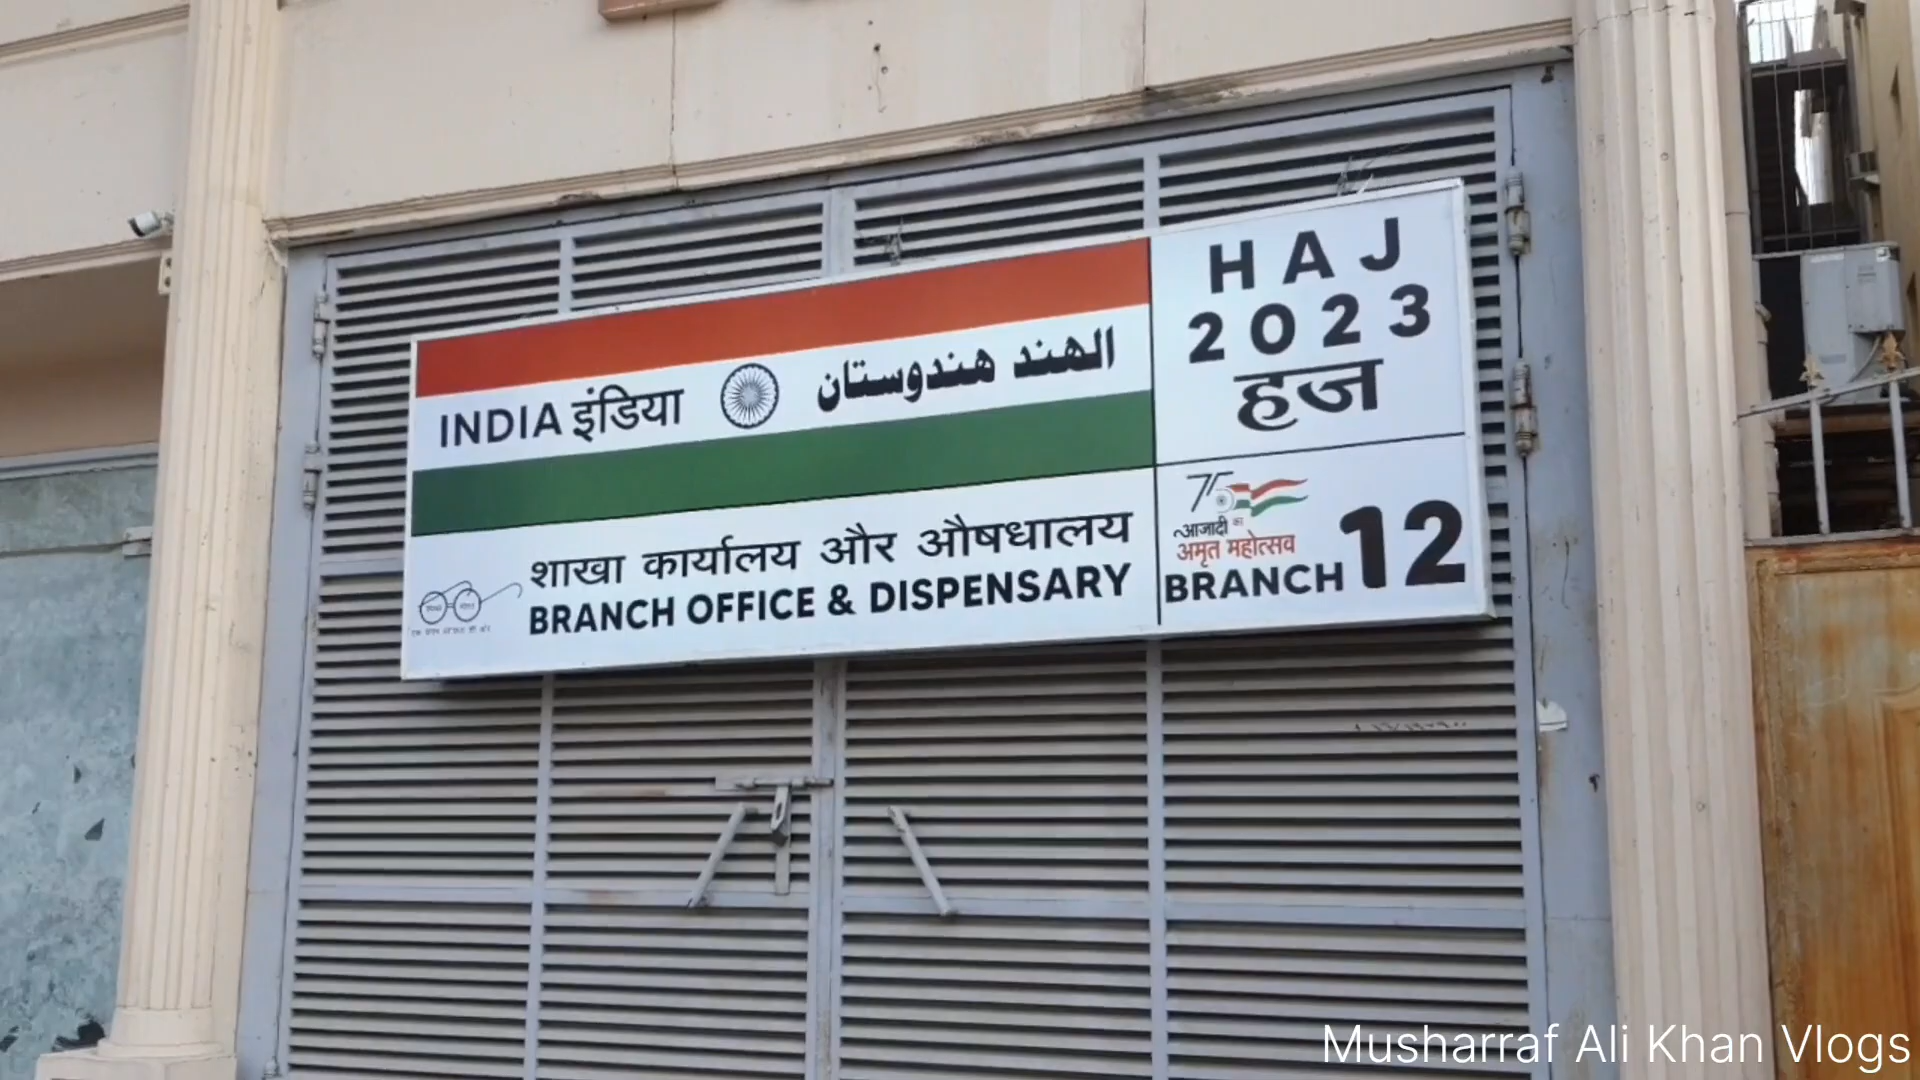 INDIA इंडिया الهند هندوستان
शाखा कार्यालय और औषधालय
BRANCH OFFICE & DISPENSARY
HAJ
2023
हज
75
आज़ादी का
अमृत महोत्सव
BRANCH 12
Musharraf Ali Khan Vlogs